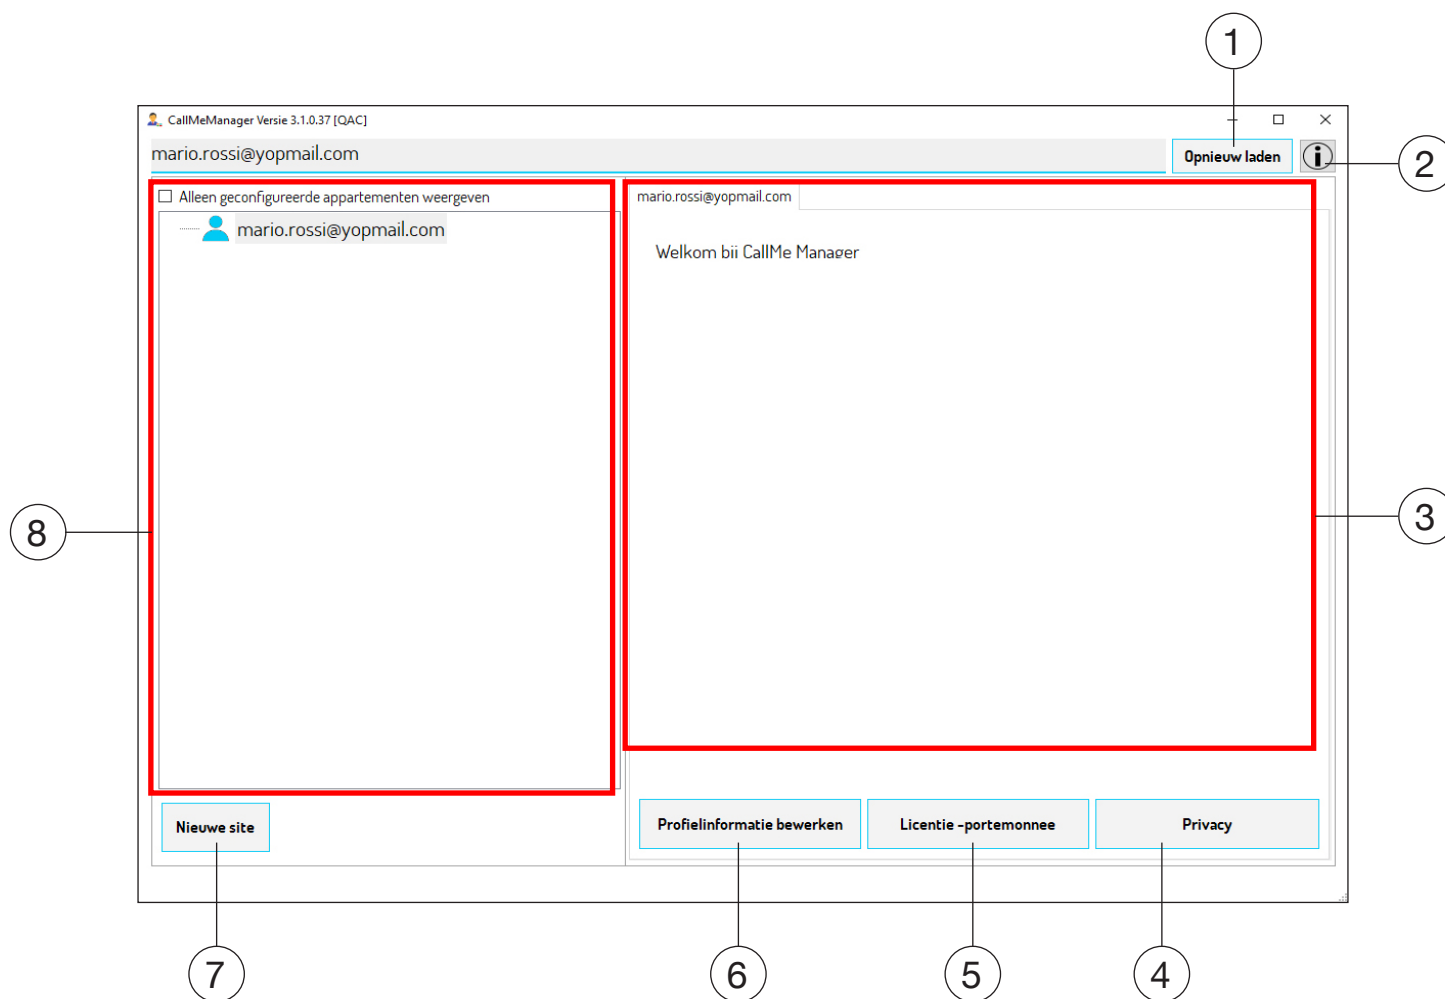 1
CallMeManager Versie 3.1.0.37 [QAC]
mario.rossi@yopmail.com
Opnieuw laden
2
Alleen geconfigureerde appartementen weergeven
mario.rossi@yopmail.com
mario.rossi@yopmail.com
Welkom bij CallMe Manager
3
8
Nieuwe site
Profielinformatie bewerken
Licentie -portemonnee
Privacy
7
6
5
4